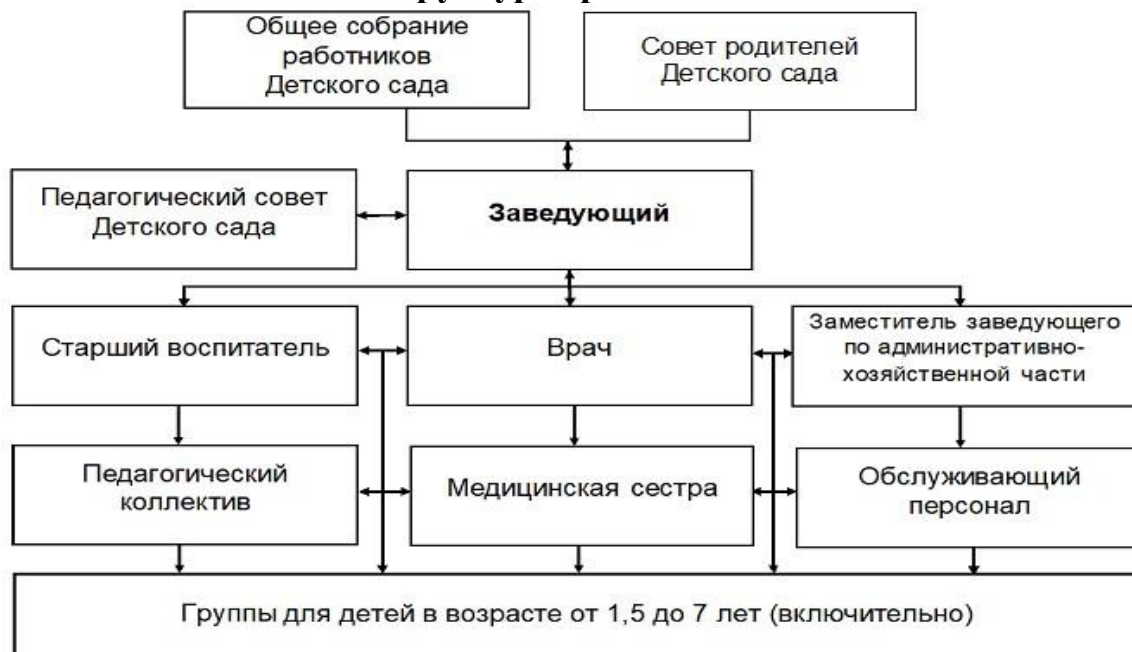 Общее собрание
работников
Детского сада
Совет родителей
Детского сада
Педагогический совет
Детского сада
Заведующий
Старший воспитатель
Врач
Заместитель заведующего
по административно-
хозяйственной части
Педагогический
коллектив
Медицинская сестра
Обслуживающий
персонал
Группы для детей в возрасте от 1,5 до 7 лет (включительно)